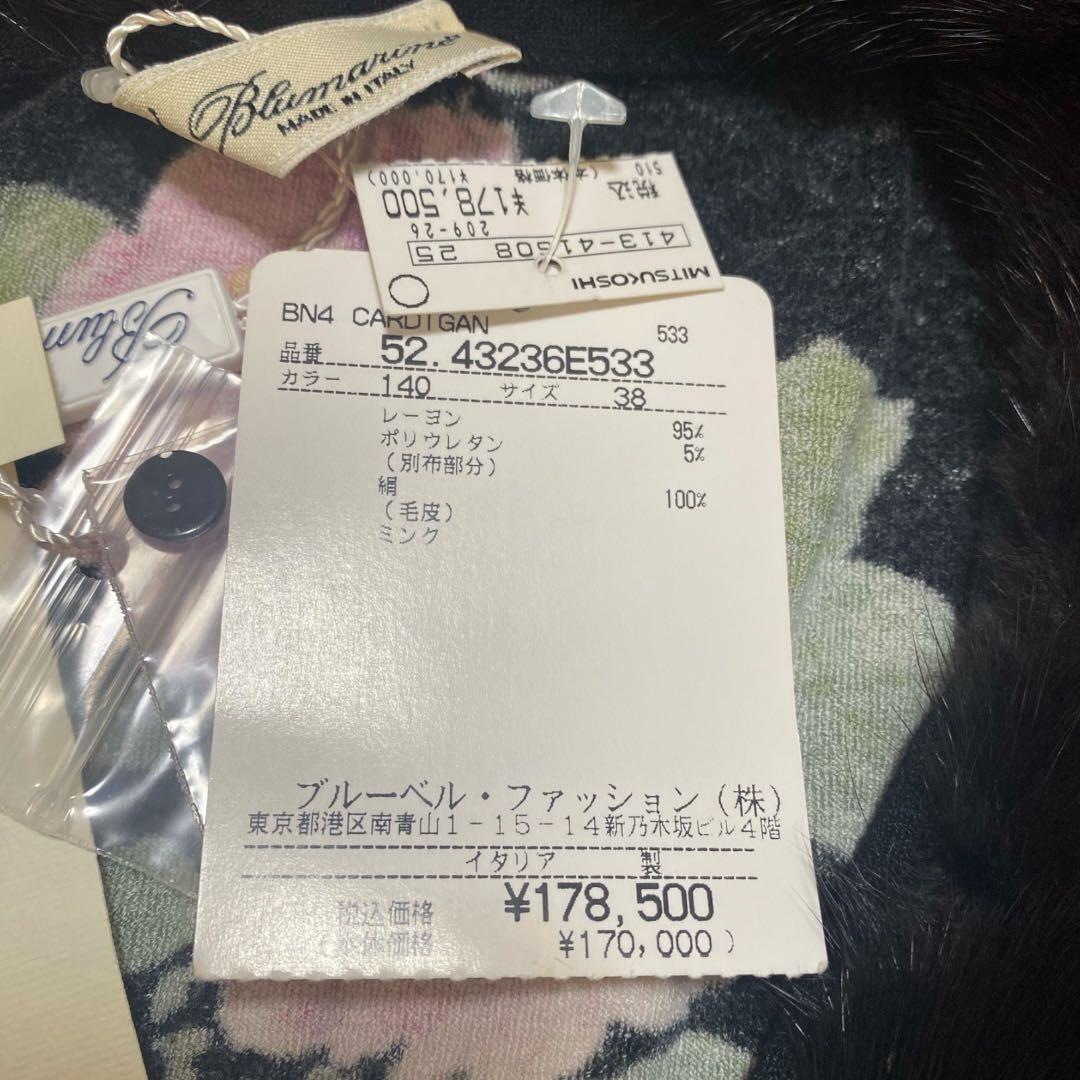 Blumarine
MADE IN ITALY
MITSUKOSHI
413-41508 25
209-26
税込 ¥178,500
(本体価格 ¥170,000)
510
Blum
BN4 CARDIGAN
533
品番 52.43236E533
カラー 140 サイズ 38
レーヨン 95%
ポリウレタン 5%
(別布部分)
絹 100%
(毛皮)
ミンク
ブルーベル・ファッション(株)
東京都港区南青山1-15-14新乃木坂ビル4階
イタリア 製
税込価格 ¥178,500
(本体価格 ¥170,000)